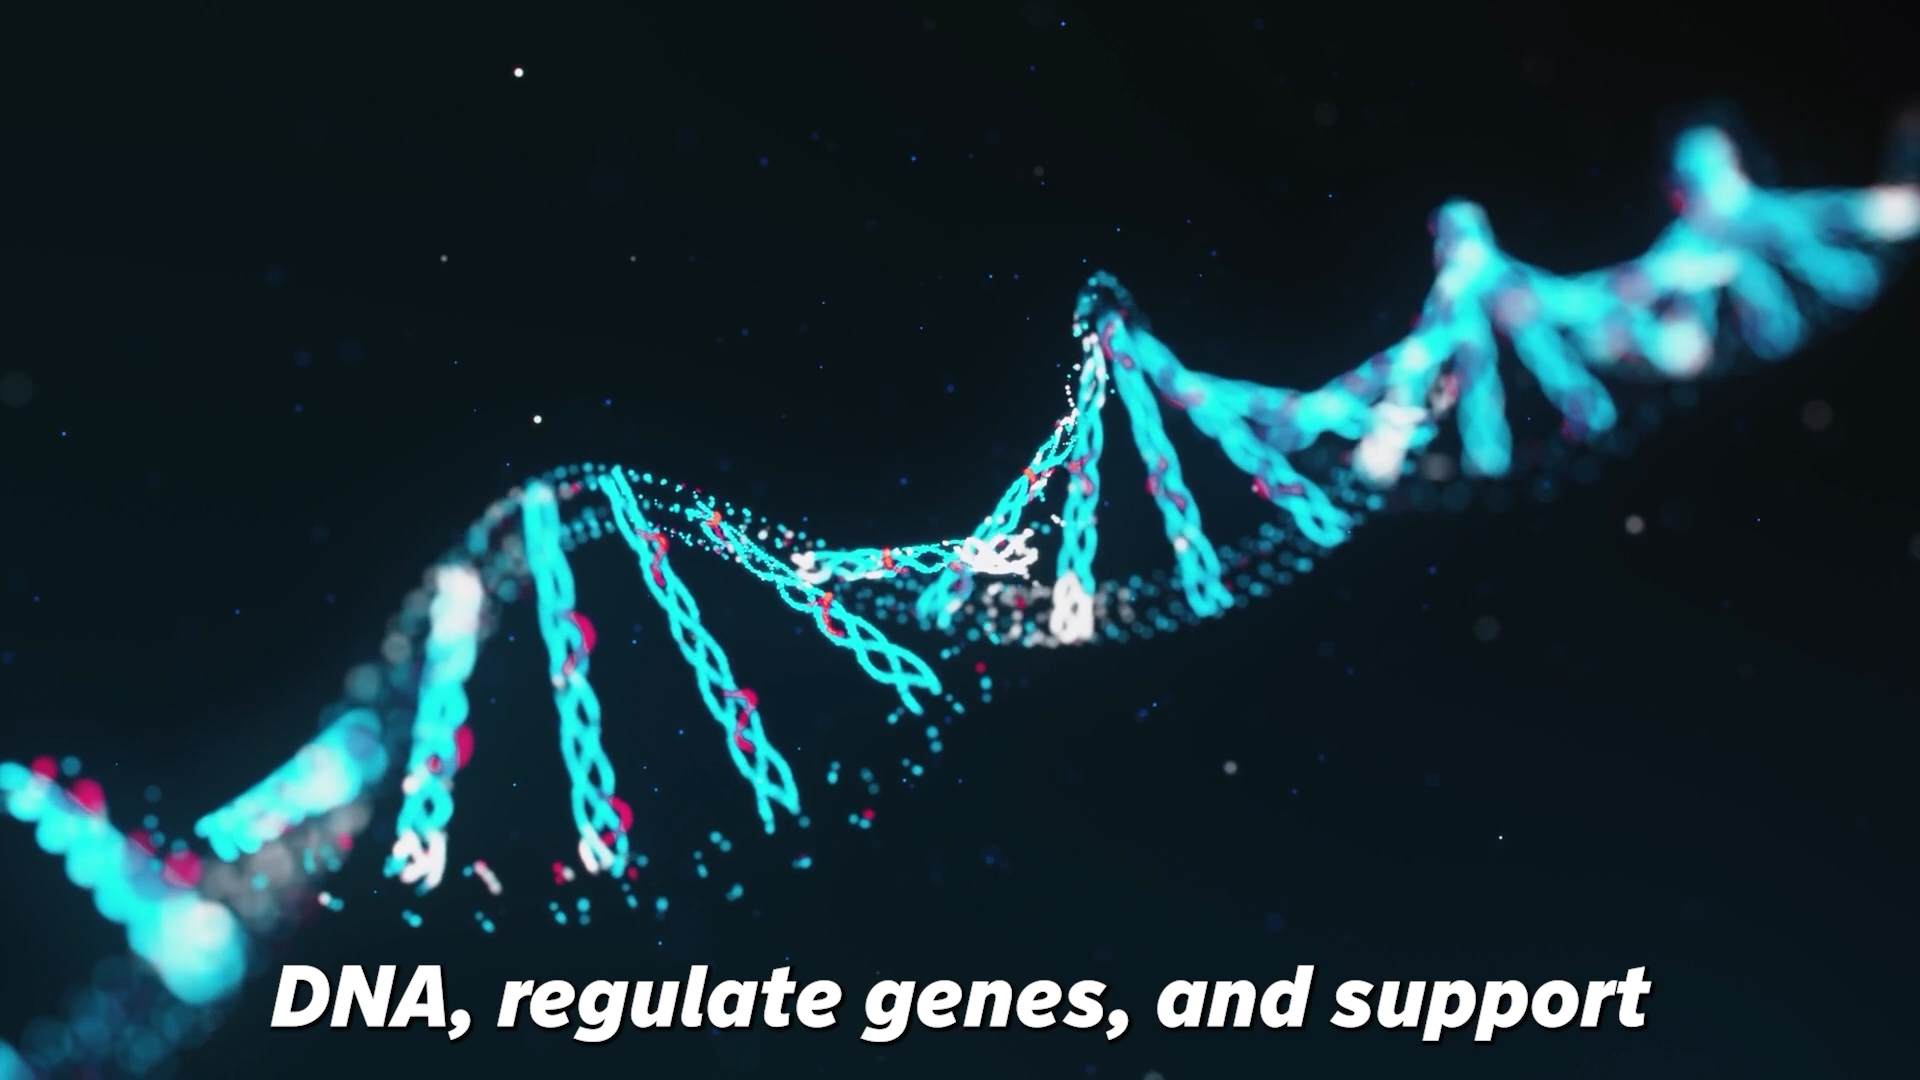 DNA, regulate genes, and support